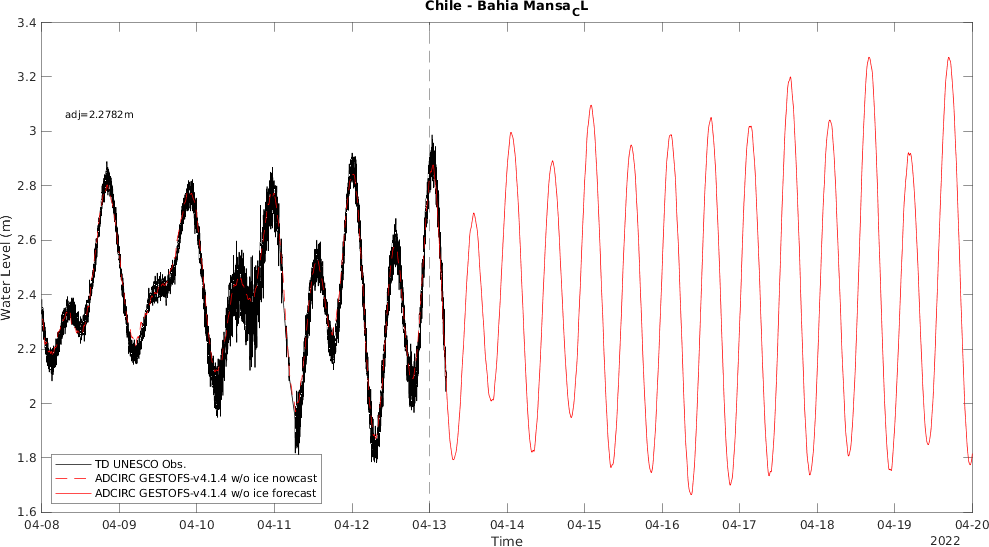 Chile - Bahia Mansa_CL
3.4
3.2
3
2.8
2.6
2.4
2.2
2
1.8
1.6
Water Level (m)
adj=2.2782m
TD UNESCO Obs.
ADCIRC GESTOFS-v4.1.4 w/o ice nowcast
ADCIRC GESTOFS-v4.1.4 w/o ice forecast
04-08 04-09 04-10 04-11 04-12 04-13 04-14 04-15 04-16 04-17 04-18 04-19 04-20
Time
2022